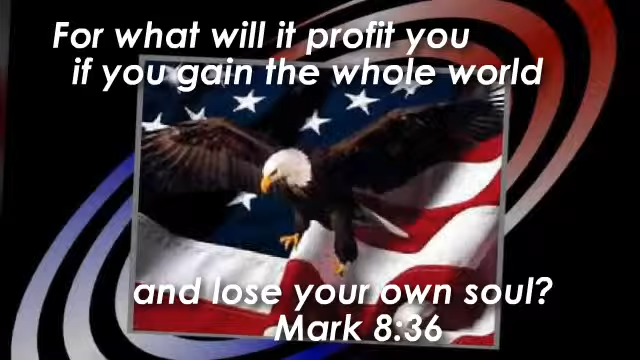 For what will it profit you
if you gain the whole world
and lose your own soul?
Mark 8:36